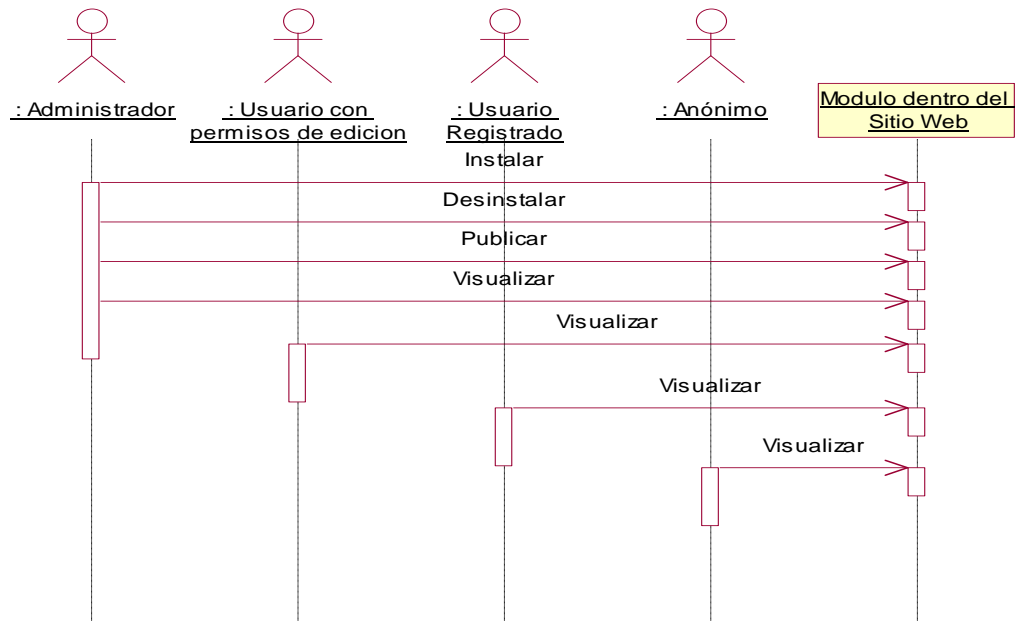 : Administrador
: Usuario con
permisos de edicion
: Usuario
Registrado
: Anónimo
Modulo dentro del
Sitio Web
Instalar
Desinstalar
Publicar
Visualizar
Visualizar
Visualizar
Visualizar